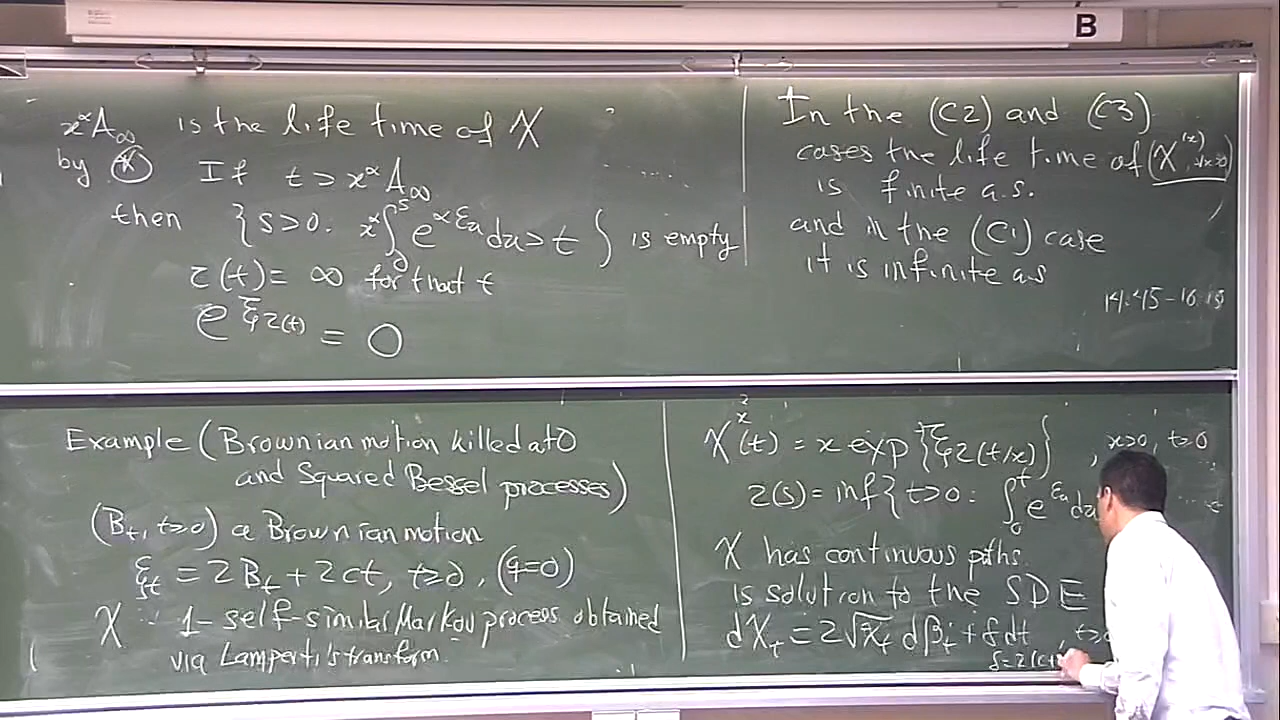 B
x^α A_∞ is the life time of X
by (*) If t > x^α A_∞
then { s>0 : x^α ∫_0^s e^{α ξ_u} du > t } is empty
τ(t) = ∞ for that t
e^{ξ_{τ(t)}} = 0
In the (C2) and (C3)
cases the life time of (X^{(x)}, x>0)
is finite a.s.
and in the (C1) case
it is infinite a.s
14:45-16:15
Example (Brownian motion killed at 0
and Squared Bessel processes)
(B_t, t≥0) a Brownian motion
ξ_t = 2B_t + 2ct, t≥0, (q=0)
X 1-self-similar Markov process obtained
via Lamperti's transform.
X^x(t) = x exp{ξ_{τ(t/x)}}, x>0, t≥0
τ(s) = inf{ t>0 : ∫_0^t e^{ξ_u} du
X has continuous paths.
is solution to the SDE
dX_t = 2√X_t dβ_t + δ dt, t≥
δ=2(c+